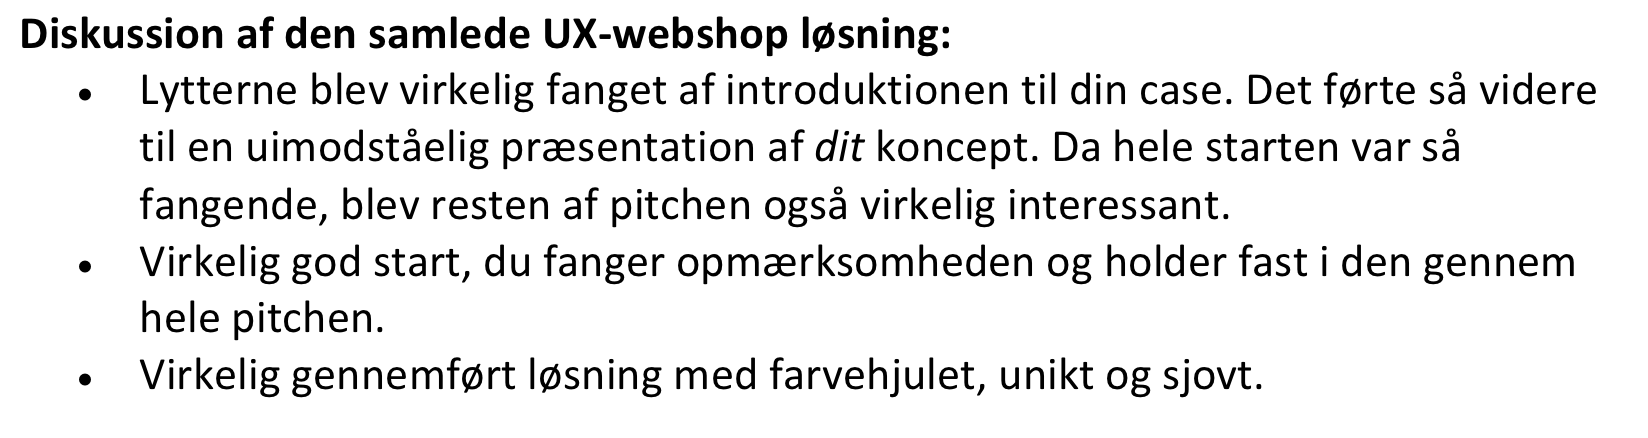 Diskussion af den samlede UX-webshop løsning:
• Lytterne blev virkelig fanget af introduktionen til din case. Det førte så videre
til en uimodståelig præsentation af dit koncept. Da hele starten var så
fangende, blev resten af pitchen også virkelig interessant.
• Virkelig god start, du fanger opmærksomheden og holder fast i den gennem
hele pitchen.
• Virkelig gennemført løsning med farvehjulet, unikt og sjovt.